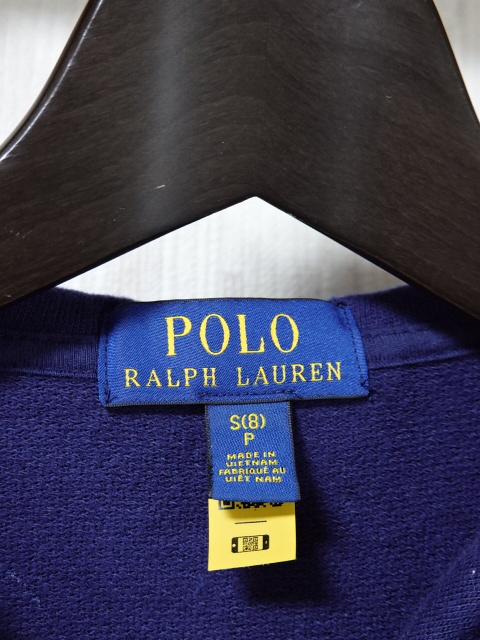 POLO
RALPH LAUREN
S(8)
P
MADE IN
VIETNAM
FABRIQUÉ AU
VIÊT NAM